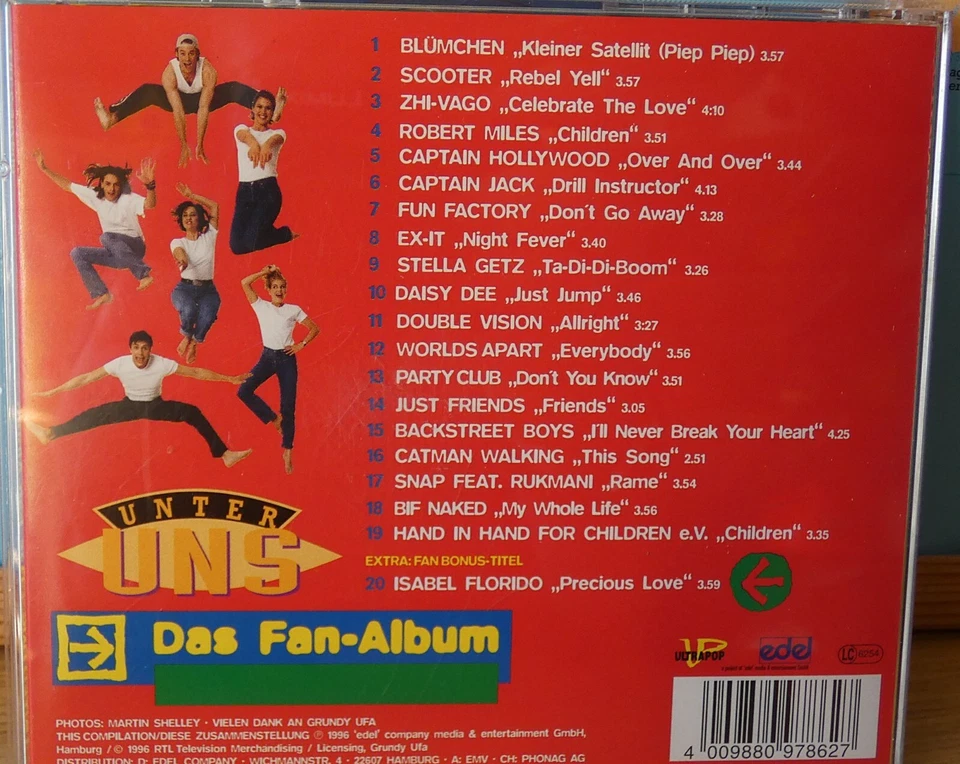 1 BLÜMCHEN „Kleiner Satellit (Piep Piep) 3.57
2 SCOOTER „Rebel Yell“ 3.57
3 ZHI-VAGO „Celebrate The Love“ 4:10
4 ROBERT MILES „Children“ 3.51
5 CAPTAIN HOLLYWOOD „Over And Over“ 3.44
6 CAPTAIN JACK „Drill Instructor“ 4.13
7 FUN FACTORY „Don´t Go Away“ 3.28
8 EX-IT „Night Fever“ 3.40
9 STELLA GETZ „Ta-Di-Di-Boom“ 3.26
10 DAISY DEE „Just Jump“ 3.46
11 DOUBLE VISION „Allright“ 3:27
12 WORLDS APART „Everybody“ 3.56
13 PARTY CLUB „Don´t You Know“ 3.51
14 JUST FRIENDS „Friends“ 3.05
15 BACKSTREET BOYS „I´ll Never Break Your Heart“ 4.25
16 CATMAN WALKING „This Song“ 2.51
17 SNAP FEAT. RUKMANI „Rame“ 3.54
18 BIF NAKED „My Whole Life“ 3.56
19 HAND IN HAND FOR CHILDREN e.V. „Children“ 3.35
EXTRA: FAN BONUS-TITEL
20 ISABEL FLORIDO „Precious Love“ 3.59
UNTER
UNS
Das Fan-Album
ULTRAPOP
edel
LC 6254
PHOTOS: MARTIN SHELLEY · VIELEN DANK AN GRUNDY UFA
THIS COMPILATION/DIESE ZUSAMMENSTELLUNG ℗ 1996 'edel' company media & entertainment GmbH,
Hamburg / © 1996 RTL Television Merchandising / Licensing, Grundy Ufa
DISTRIBUTION: D: EDEL COMPANY · WICHMANNSTR. 4 · 22607 HAMBURG · A: EMV · CH: PHONAG AG
4 009880 978627